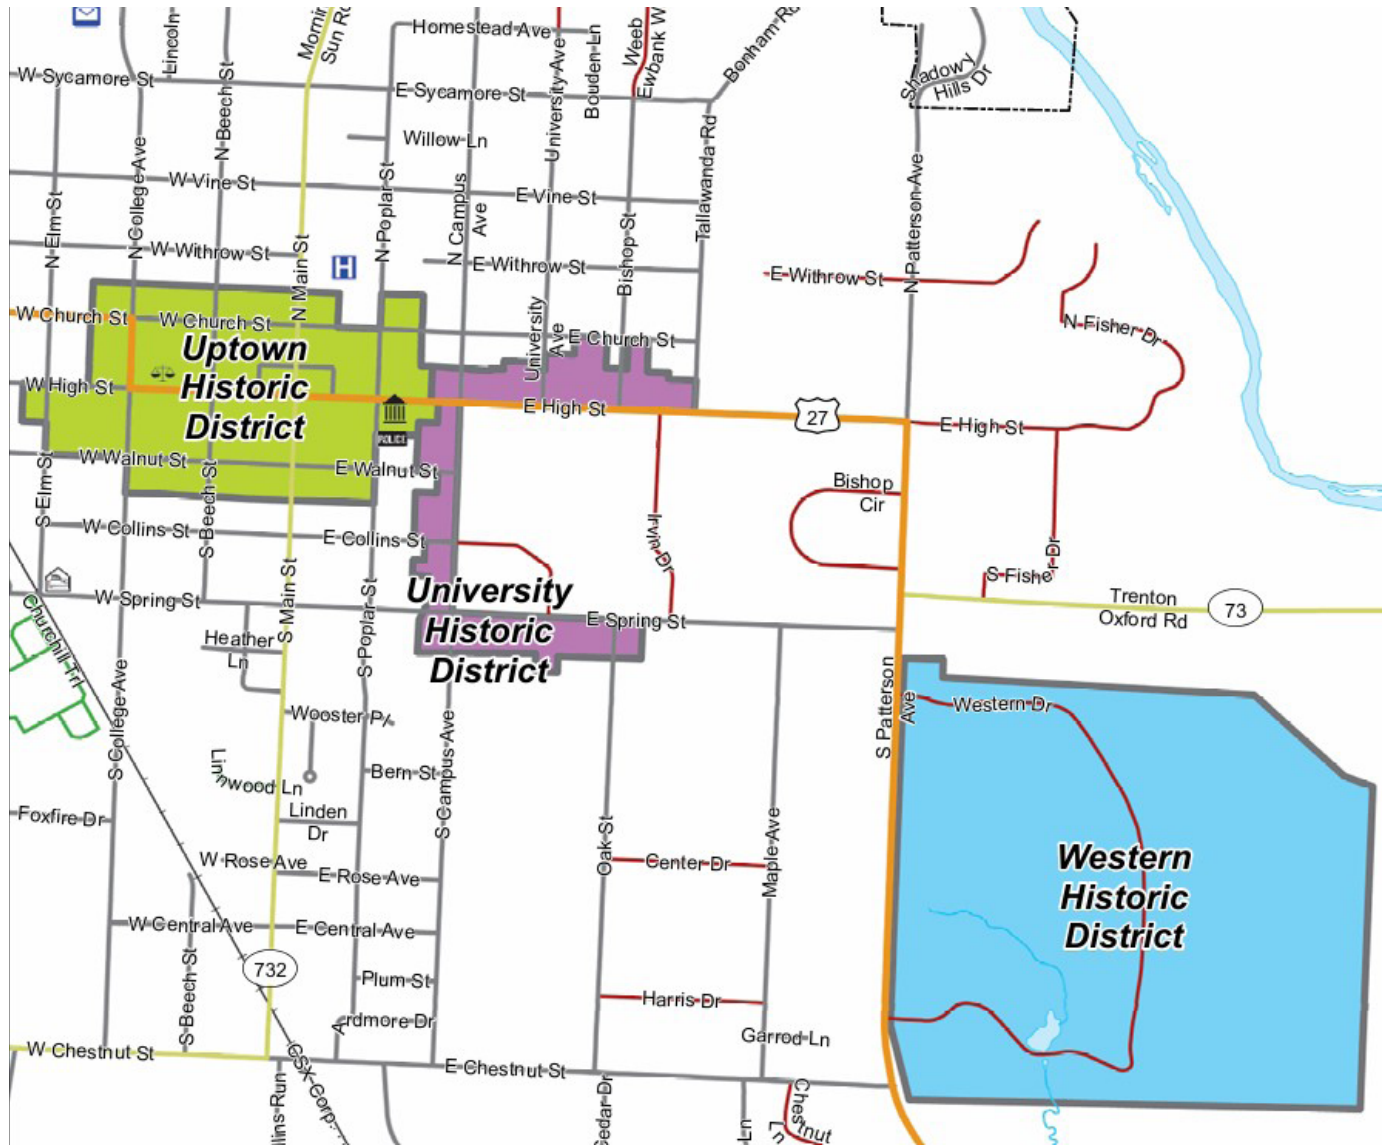 Homestead Ave
Lincoln
Morni
Sun Rd
University Ave
Bouden Ln
Weeb
Ewbank W
Bonham Rd
W Sycamore St
E Sycamore St
Shadowy
Hills Dr
N Beech St
Willow Ln
Tallawanda Rd
N College Ave
W Vine St
E Vine St
N Elm St
N Poplar St
N Campus
Ave
Bishop St
N Patterson Ave
W Withrow St
E Withrow St
E Withrow St
N Main St
H
W Church St
W Church St
E Church St
University
Ave
N Fisher Dr
Uptown
Historic
District
W High St
E High St
27
E High St
POLICE
W Walnut St
E Walnut St
S Elm St
S Beech St
Bishop
Cir
W Collins St
E Collins St
Irvin Dr
S Fisher Dr
W Spring St
S Main St
S Poplar St
University
Historic
District
E Spring St
Trenton
Oxford Rd
73
Churchill Trl
Heather
Ln
S College Ave
S Patterson
Ave
Western Dr
Wooster Pl
S Campus Ave
Linnwood Ln
Bern St
Foxfire Dr
Linden
Dr
Oak St
Maple Ave
W Rose Ave
E Rose Ave
Center Dr
Western
Historic
District
W Central Ave
E Central Ave
732
S Beech St
Plum St
Harris Dr
Ardmore Dr
Garrod Ln
W Chestnut St
E Chestnut St
CSX Corp
llins Run
Cedar Dr
Ln
Chestnut
Ln